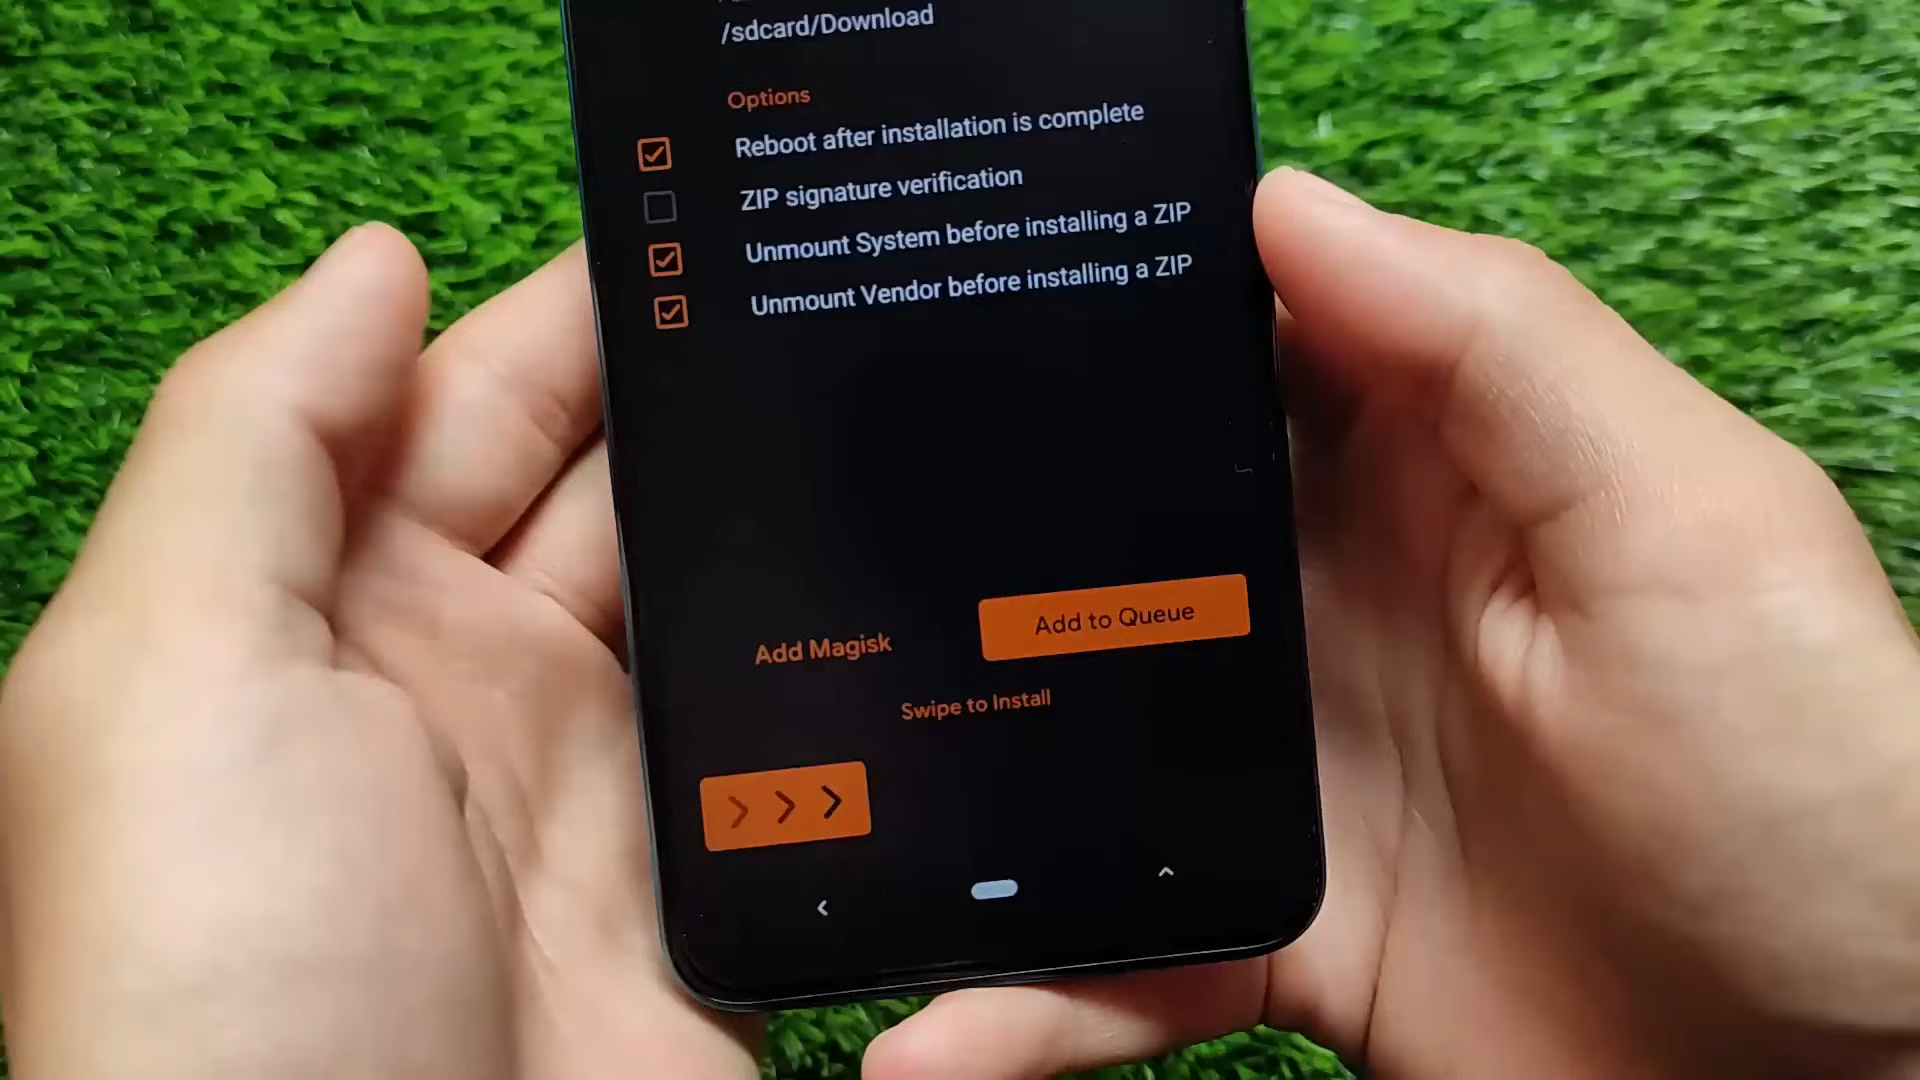 /sdcard/Download
Options
Reboot after installation is complete
ZIP signature verification
Unmount System before installing a ZIP
Unmount Vendor before installing a ZIP
Add Magisk
Add to Queue
Swipe to Install